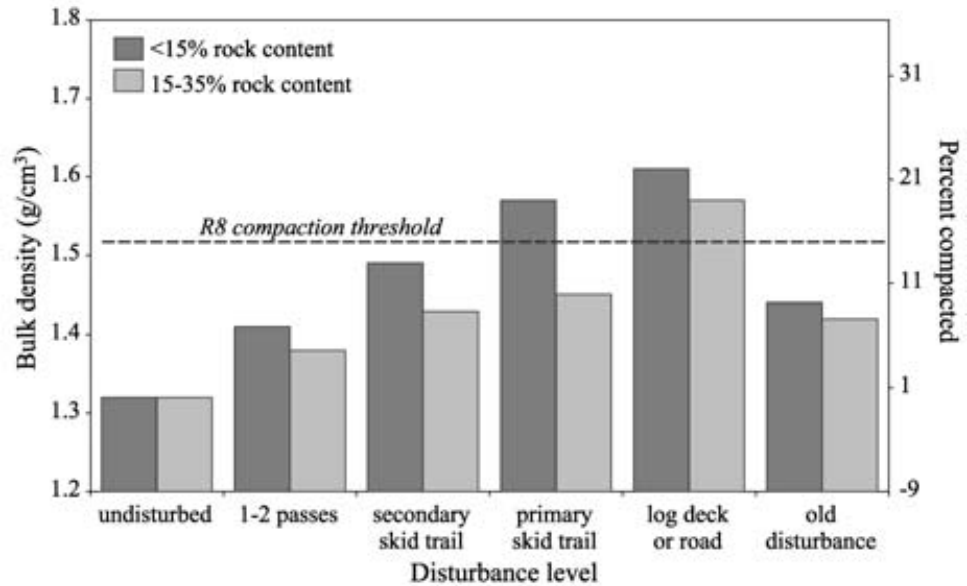 1.8
1.7
1.6
1.5
1.4
1.3
1.2
Bulk density (g/cm³)
<15% rock content
15-35% rock content
R8 compaction threshold
31
21
11
1
-9
Percent compacted
undisturbed
1-2 passes
secondary
skid trail
primary
skid trail
log deck
or road
old
disturbance
Disturbance level